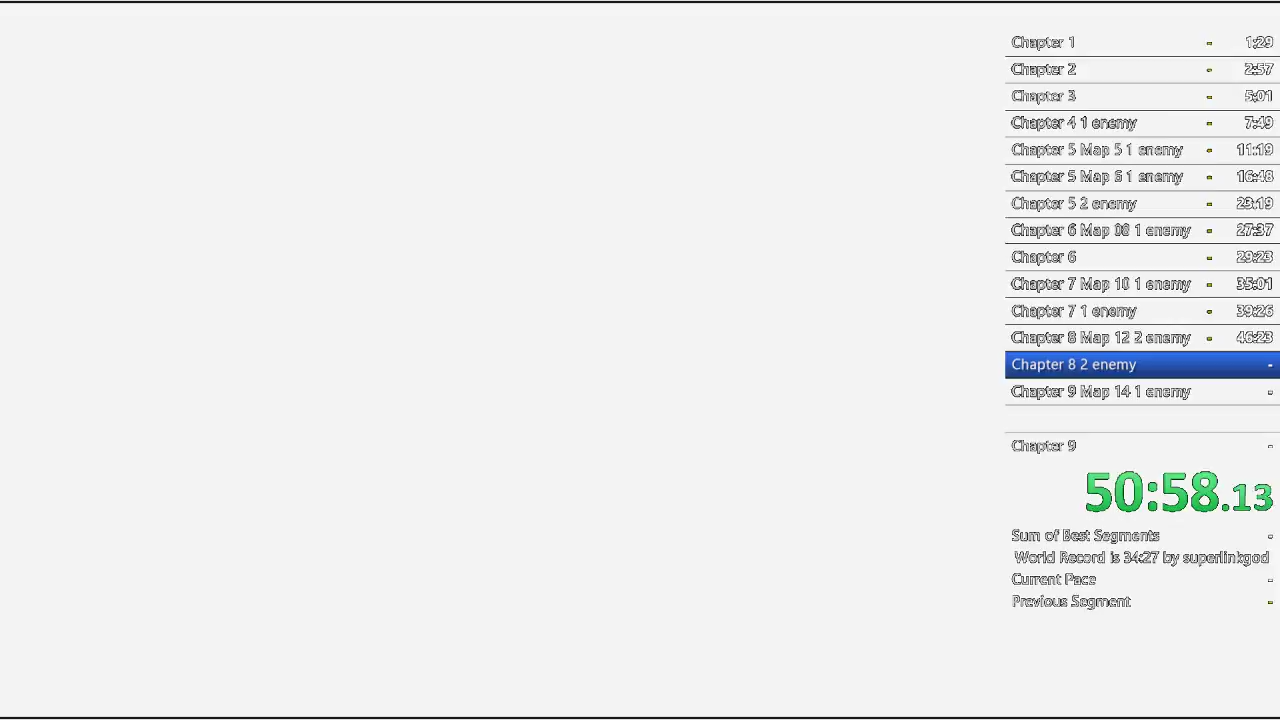 Chapter 1 - 1:29
Chapter 2 - 2:57
Chapter 3 - 5:01
Chapter 4 1 enemy - 7:49
Chapter 5 Map 5 1 enemy - 11:19
Chapter 5 Map 6 1 enemy - 16:48
Chapter 5 2 enemy - 23:19
Chapter 6 Map 08 1 enemy - 27:37
Chapter 6 - 29:23
Chapter 7 Map 10 1 enemy - 35:01
Chapter 7 1 enemy - 39:26
Chapter 8 Map 12 2 enemy - 46:23
Chapter 8 2 enemy -
Chapter 9 Map 14 1 enemy -
Chapter 9 -
50:58.13
Sum of Best Segments -
World Record is 34:27 by superlinkgod
Current Pace -
Previous Segment -